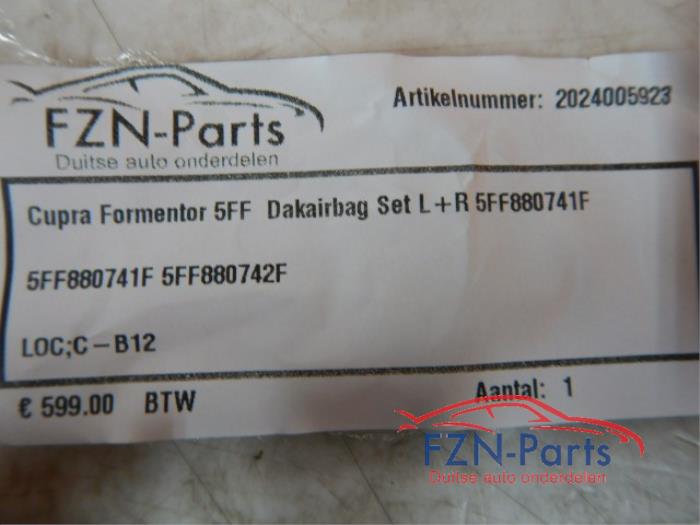 FZN-Parts
Duitse auto onderdelen
Artikelnummer: 2024005923
Cupra Formentor 5FF Dakairbag Set L+R 5FF880741F
5FF880741F 5FF880742F
LOC;C-B12
€ 599.00 BTW
Aantal: 1
FZN-Parts
Duitse auto onderdelen